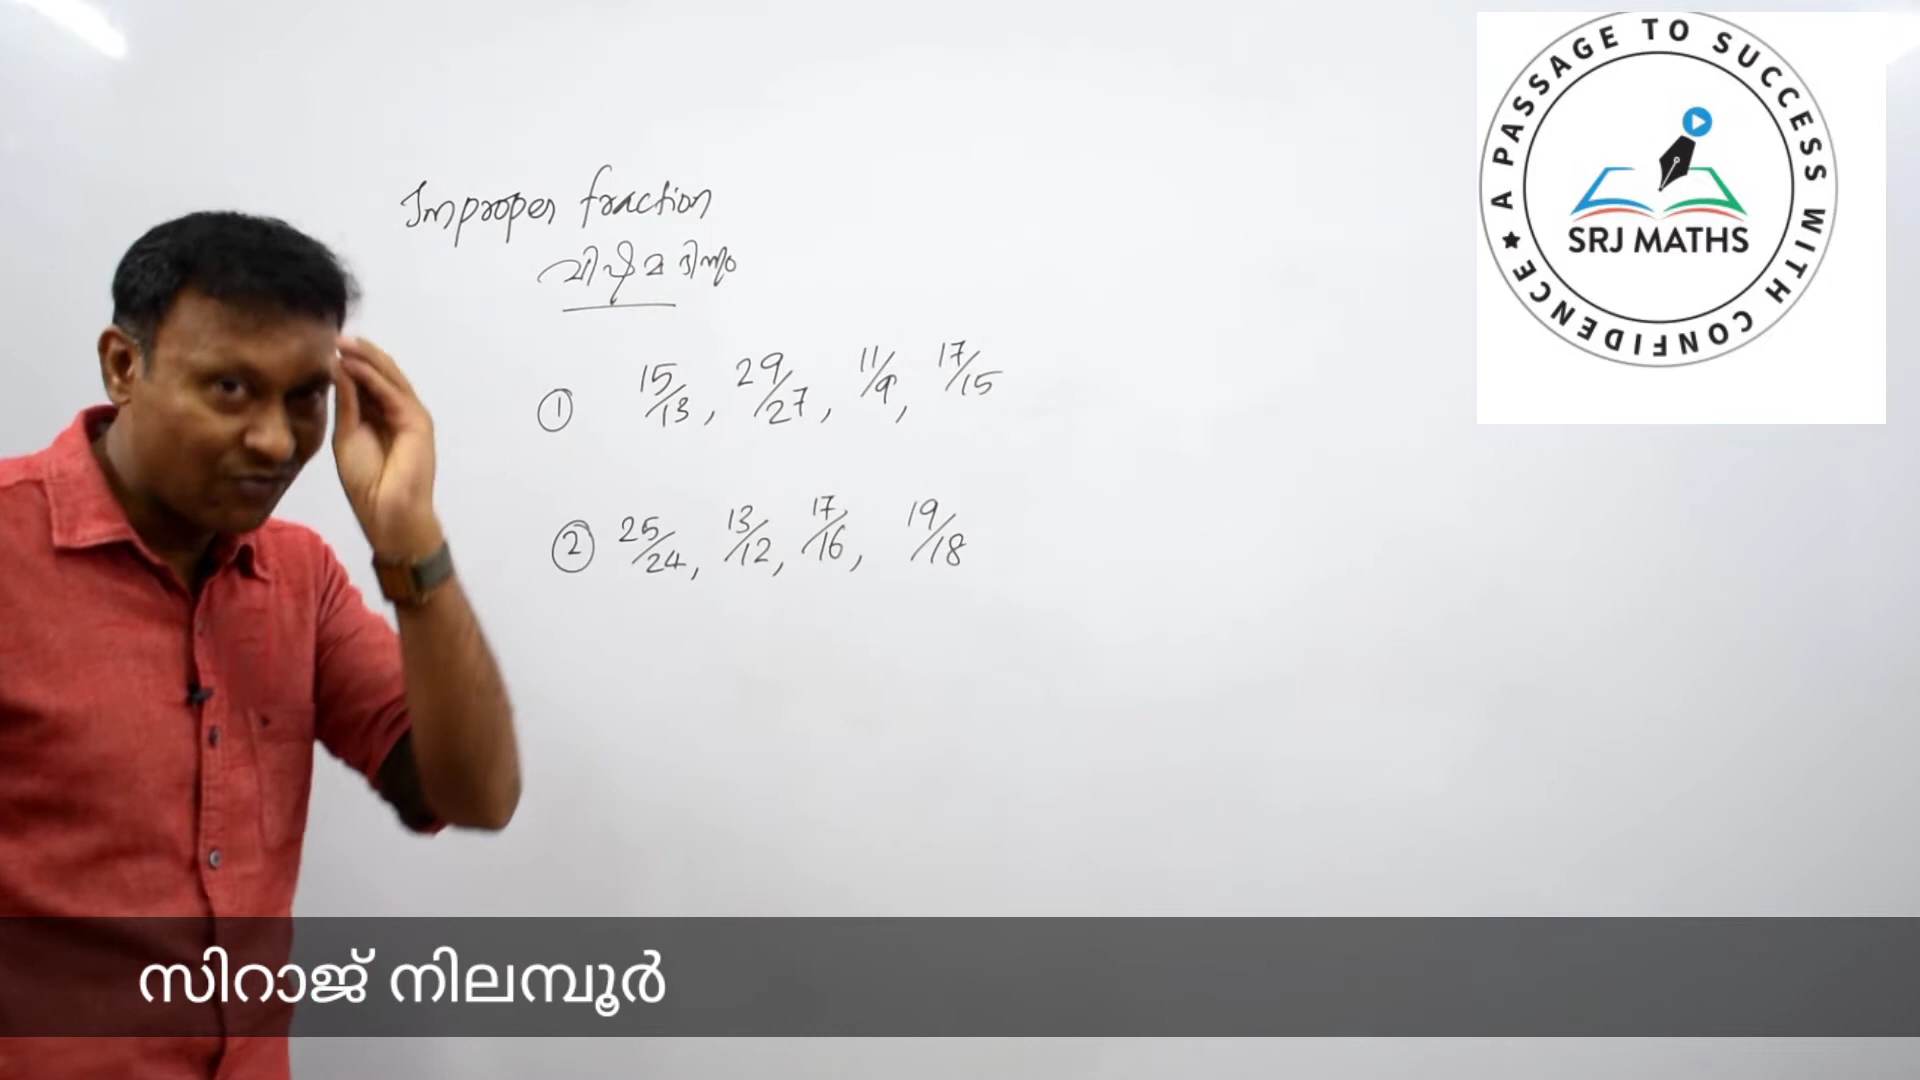 A PASSAGE TO SUCCESS WITH CONFIDENCE ★
SRJ MATHS
Improper fraction
വിഷമ ഭിന്നം
① 15/13, 29/27, 11/9, 17/15
② 25/24, 13/12, 17/16, 19/18
സിറാജ് നിലമ്പൂർ